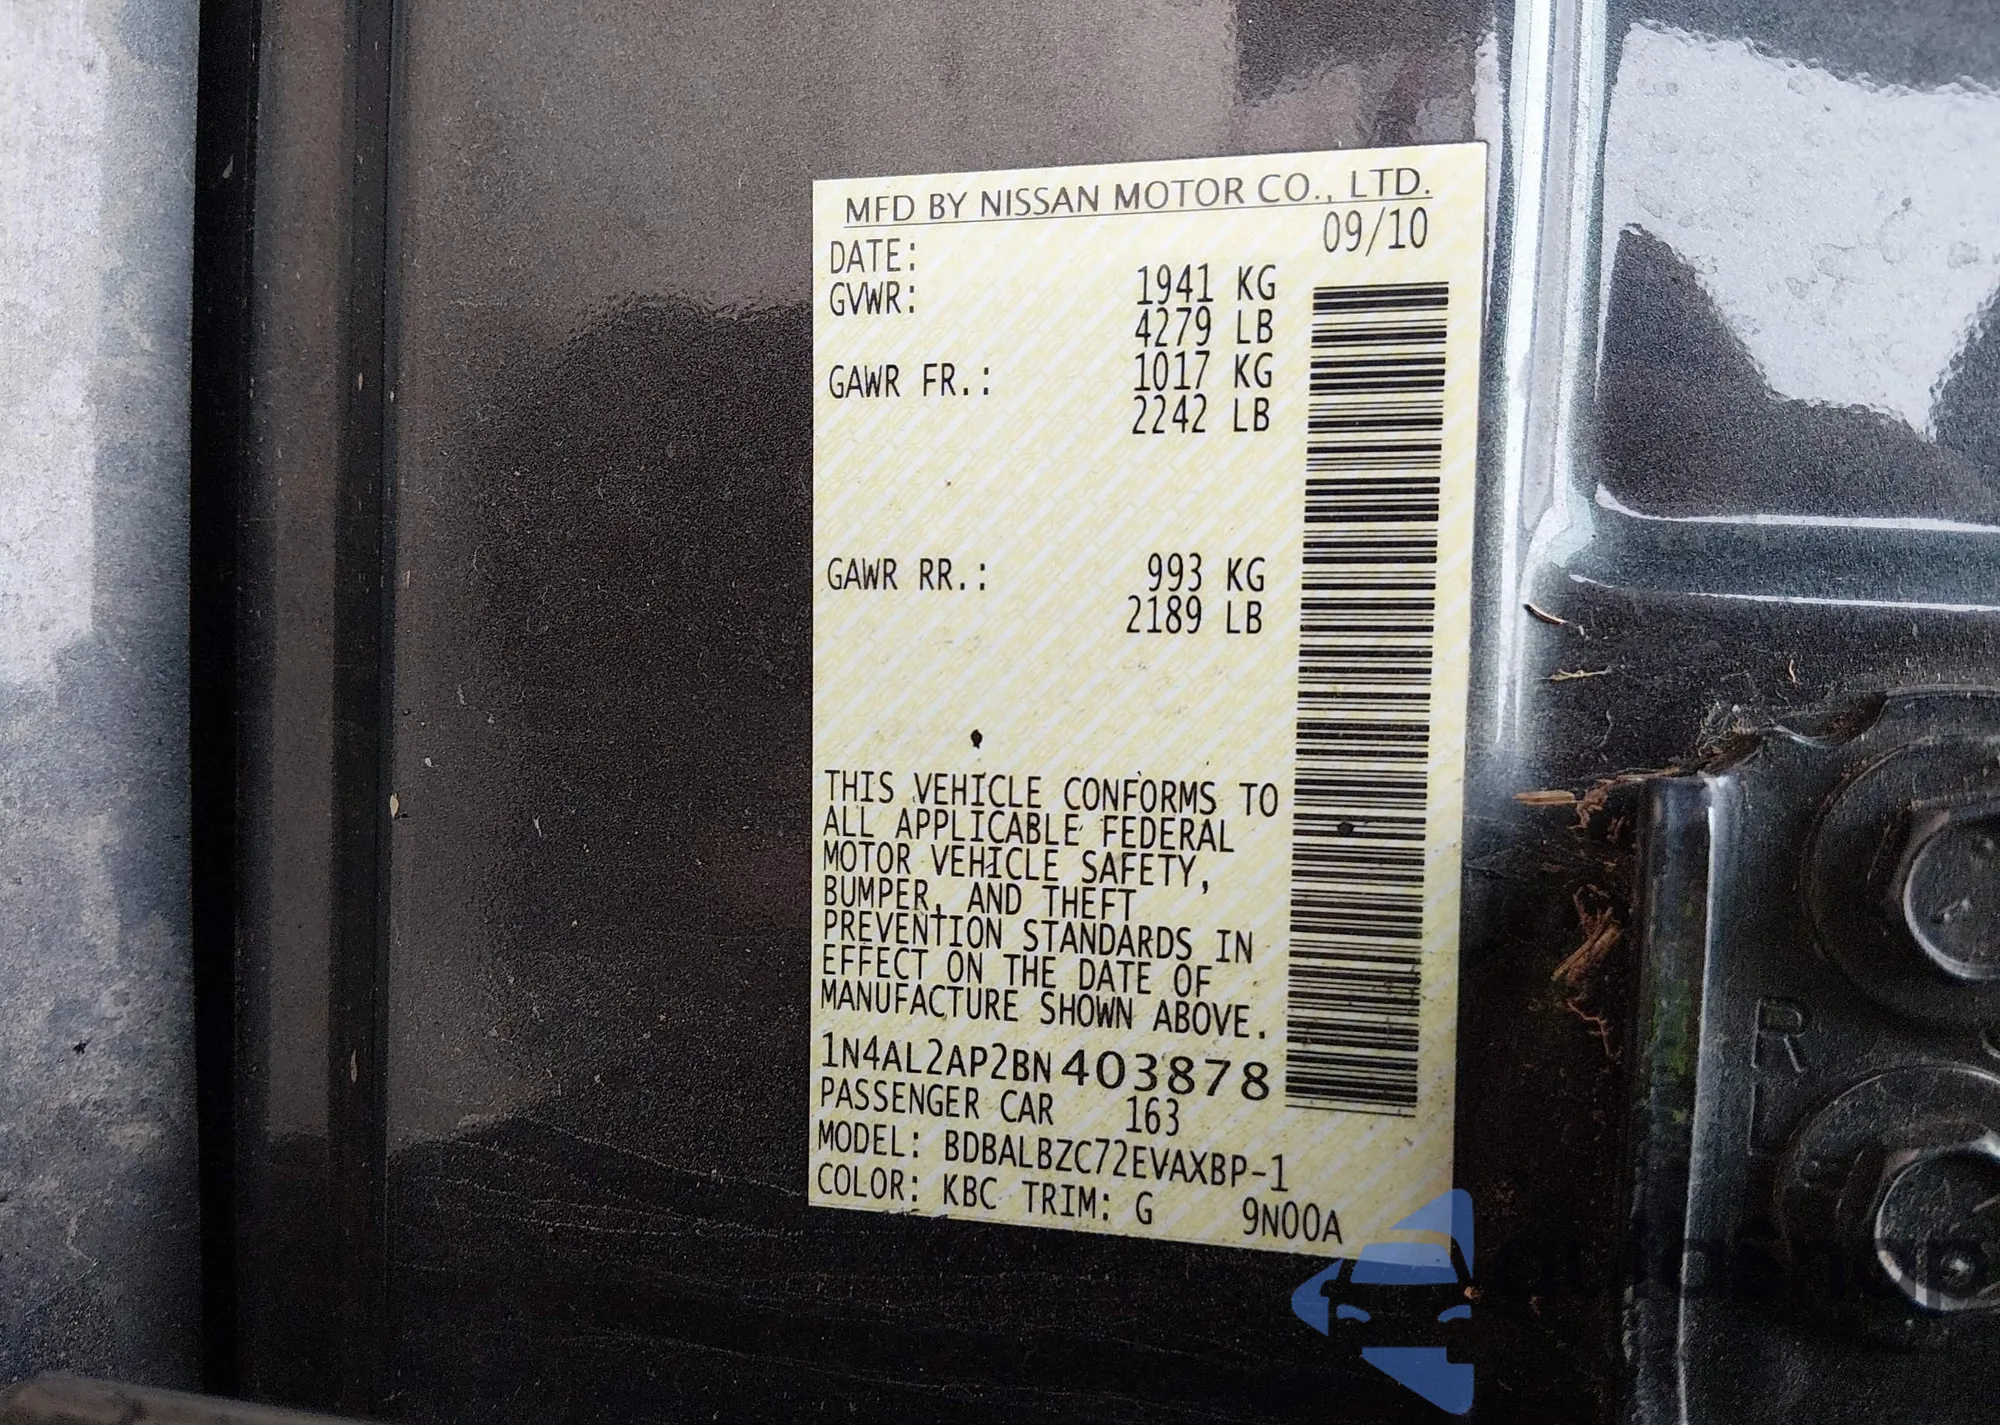 MFD BY NISSAN MOTOR CO., LTD.
DATE: 09/10
GVWR: 1941 KG
4279 LB
GAWR FR.: 1017 KG
2242 LB
GAWR RR.: 993 KG
2189 LB
THIS VEHICLE CONFORMS TO
ALL APPLICABLE FEDERAL
MOTOR VEHICLE SAFETY,
BUMPER, AND THEFT
PREVENTION STANDARDS IN
EFFECT ON THE DATE OF
MANUFACTURE SHOWN ABOVE.
1N4AL2AP2BN403878
PASSENGER CAR 163
MODEL: BDBALBZC72EVAXBP-1
COLOR: KBC TRIM: G 9N00A
R
L